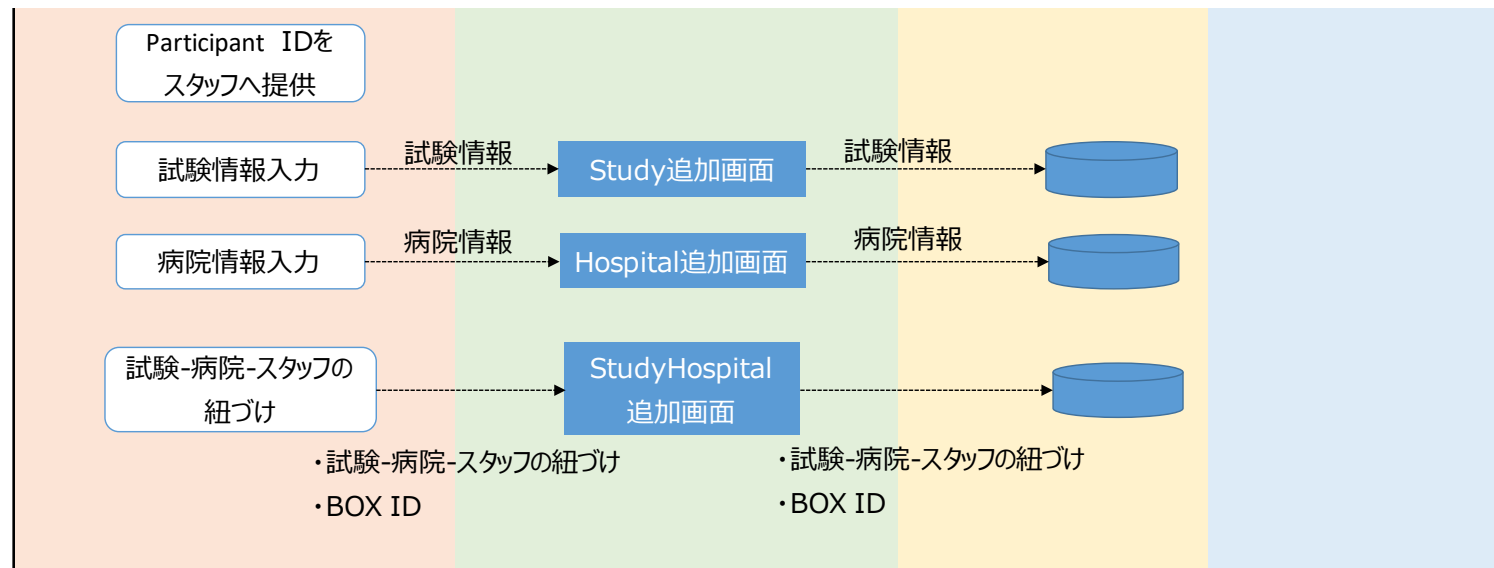 Participant IDを
スタッフへ提供
試験情報入力
試験情報
Study追加画面
試験情報
病院情報入力
病院情報
Hospital追加画面
病院情報
試験-病院-スタッフの
紐づけ
StudyHospital
追加画面
・試験-病院-スタッフの紐づけ
・BOX ID
・試験-病院-スタッフの紐づけ
・BOX ID